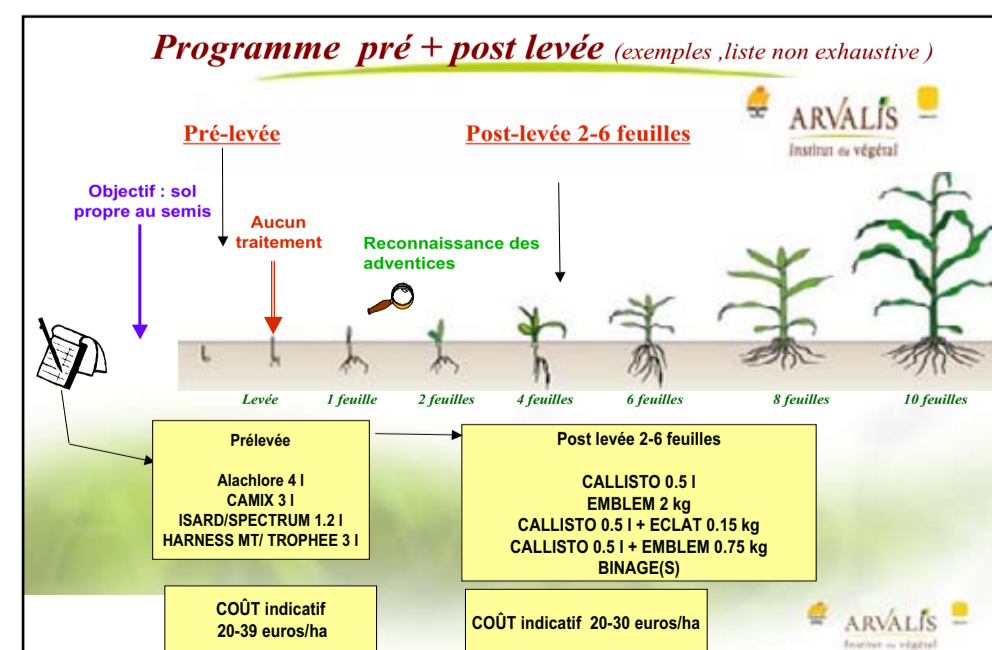 Programme pré + post levée (exemples ,liste non exhaustive )
ARVALIS
Institut du végétal
Pré-levée
Post-levée 2-6 feuilles
Objectif : sol
propre au semis
Aucun
traitement
Reconnaissance des
adventices
Levée
1 feuille
2 feuilles
4 feuilles
6 feuilles
8 feuilles
10 feuilles
Prélevée
Alachlore 4 l
CAMIX 3 l
ISARD/SPECTRUM 1.2 l
HARNESS MT/ TROPHEE 3 l
Post levée 2-6 feuilles
CALLISTO 0.5 l
EMBLEM 2 kg
CALLISTO 0.5 l + ECLAT 0.15 kg
CALLISTO 0.5 l + EMBLEM 0.75 kg
BINAGE(S)
COÛT indicatif
20-39 euros/ha
COÛT indicatif 20-30 euros/ha
ARVALIS
Institut du végétal